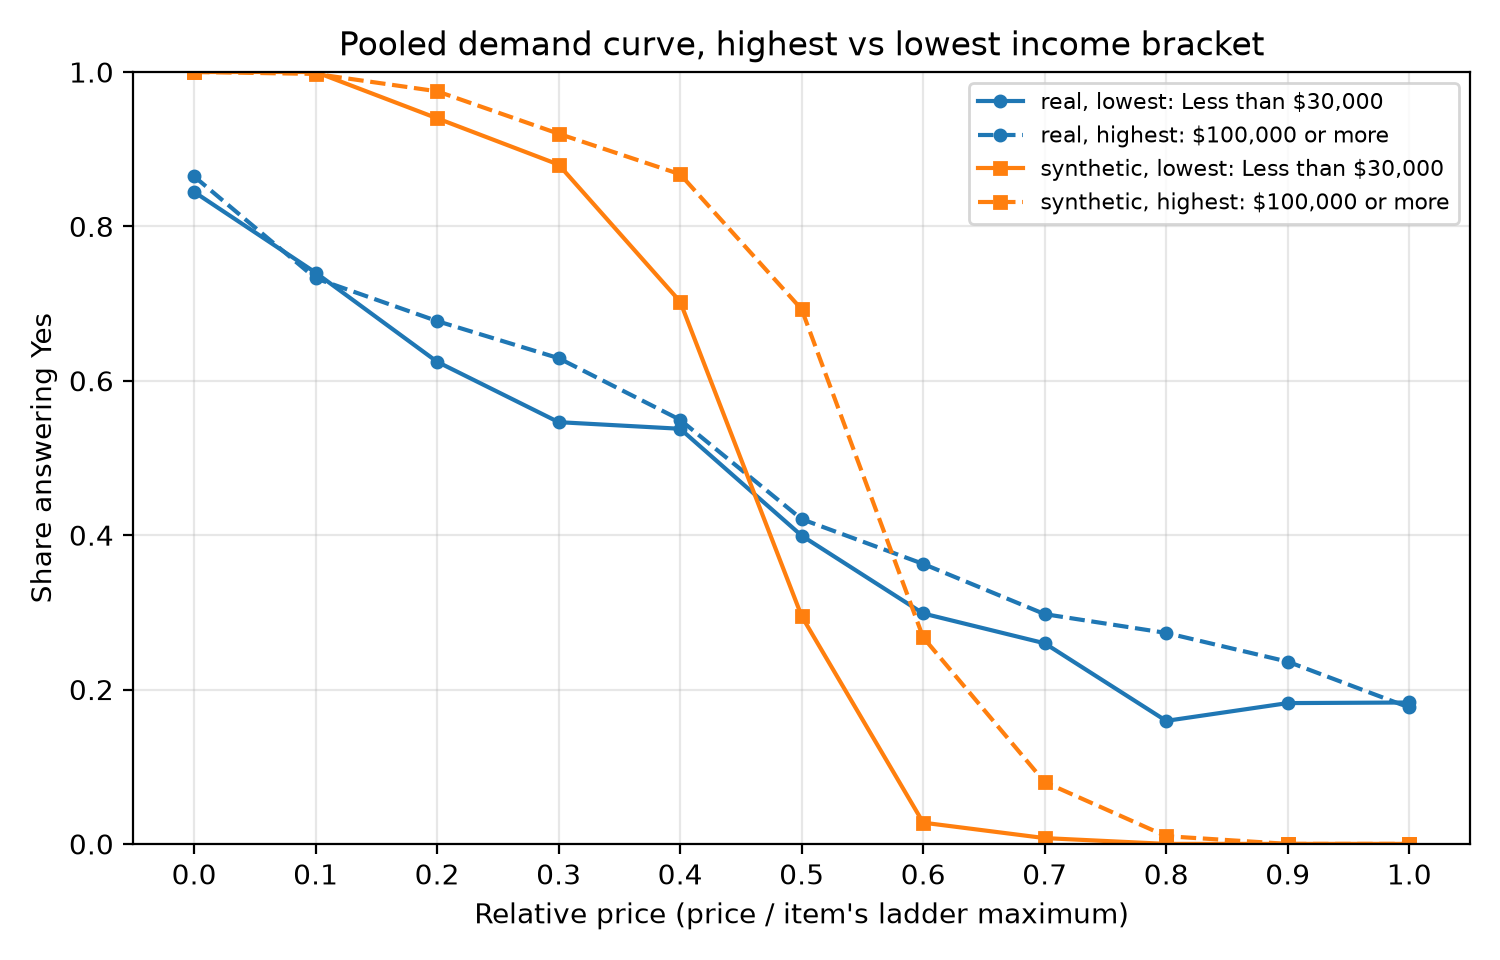 Pooled demand curve, highest vs lowest income bracket
real, lowest: Less than $30,000
real, highest: $100,000 or more
synthetic, lowest: Less than $30,000
synthetic, highest: $100,000 or more
Share answering Yes
1.0
0.8
0.6
0.4
0.2
0.0
0.0 0.1 0.2 0.3 0.4 0.5 0.6 0.7 0.8 0.9 1.0
Relative price (price / item's ladder maximum)